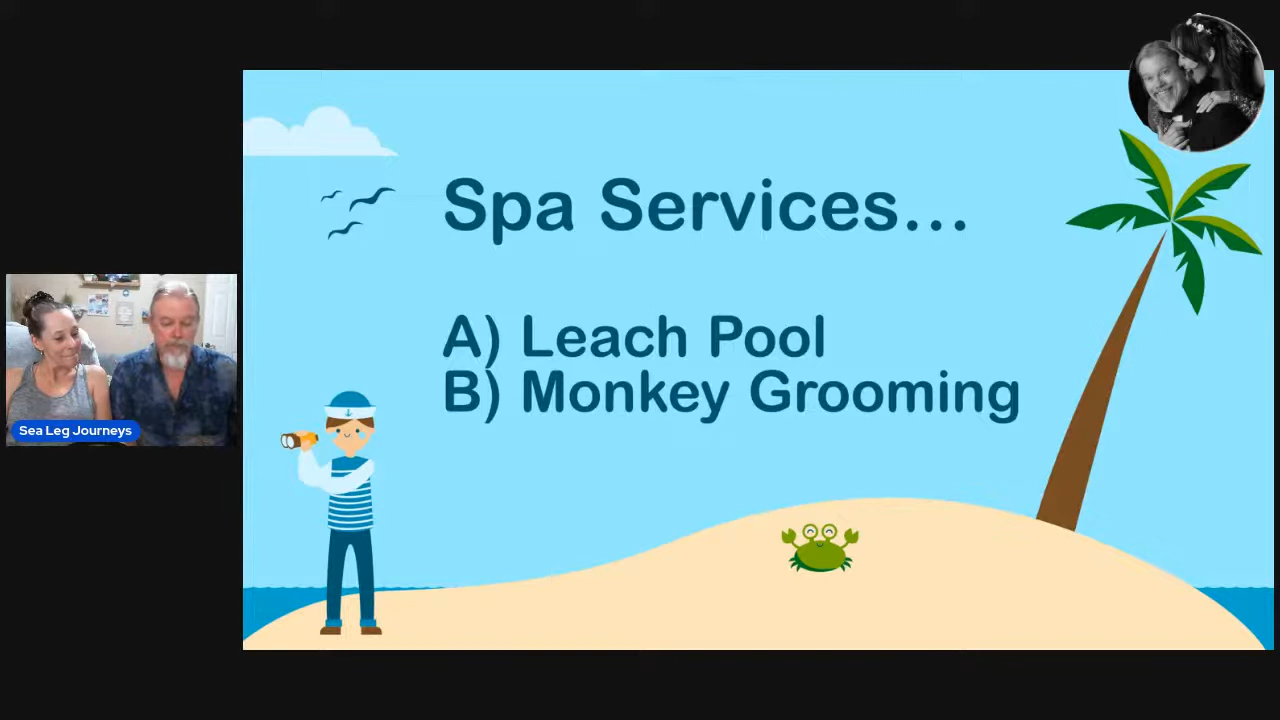 Spa Services...
A) Leach Pool
B) Monkey Grooming
Sea Leg Journeys